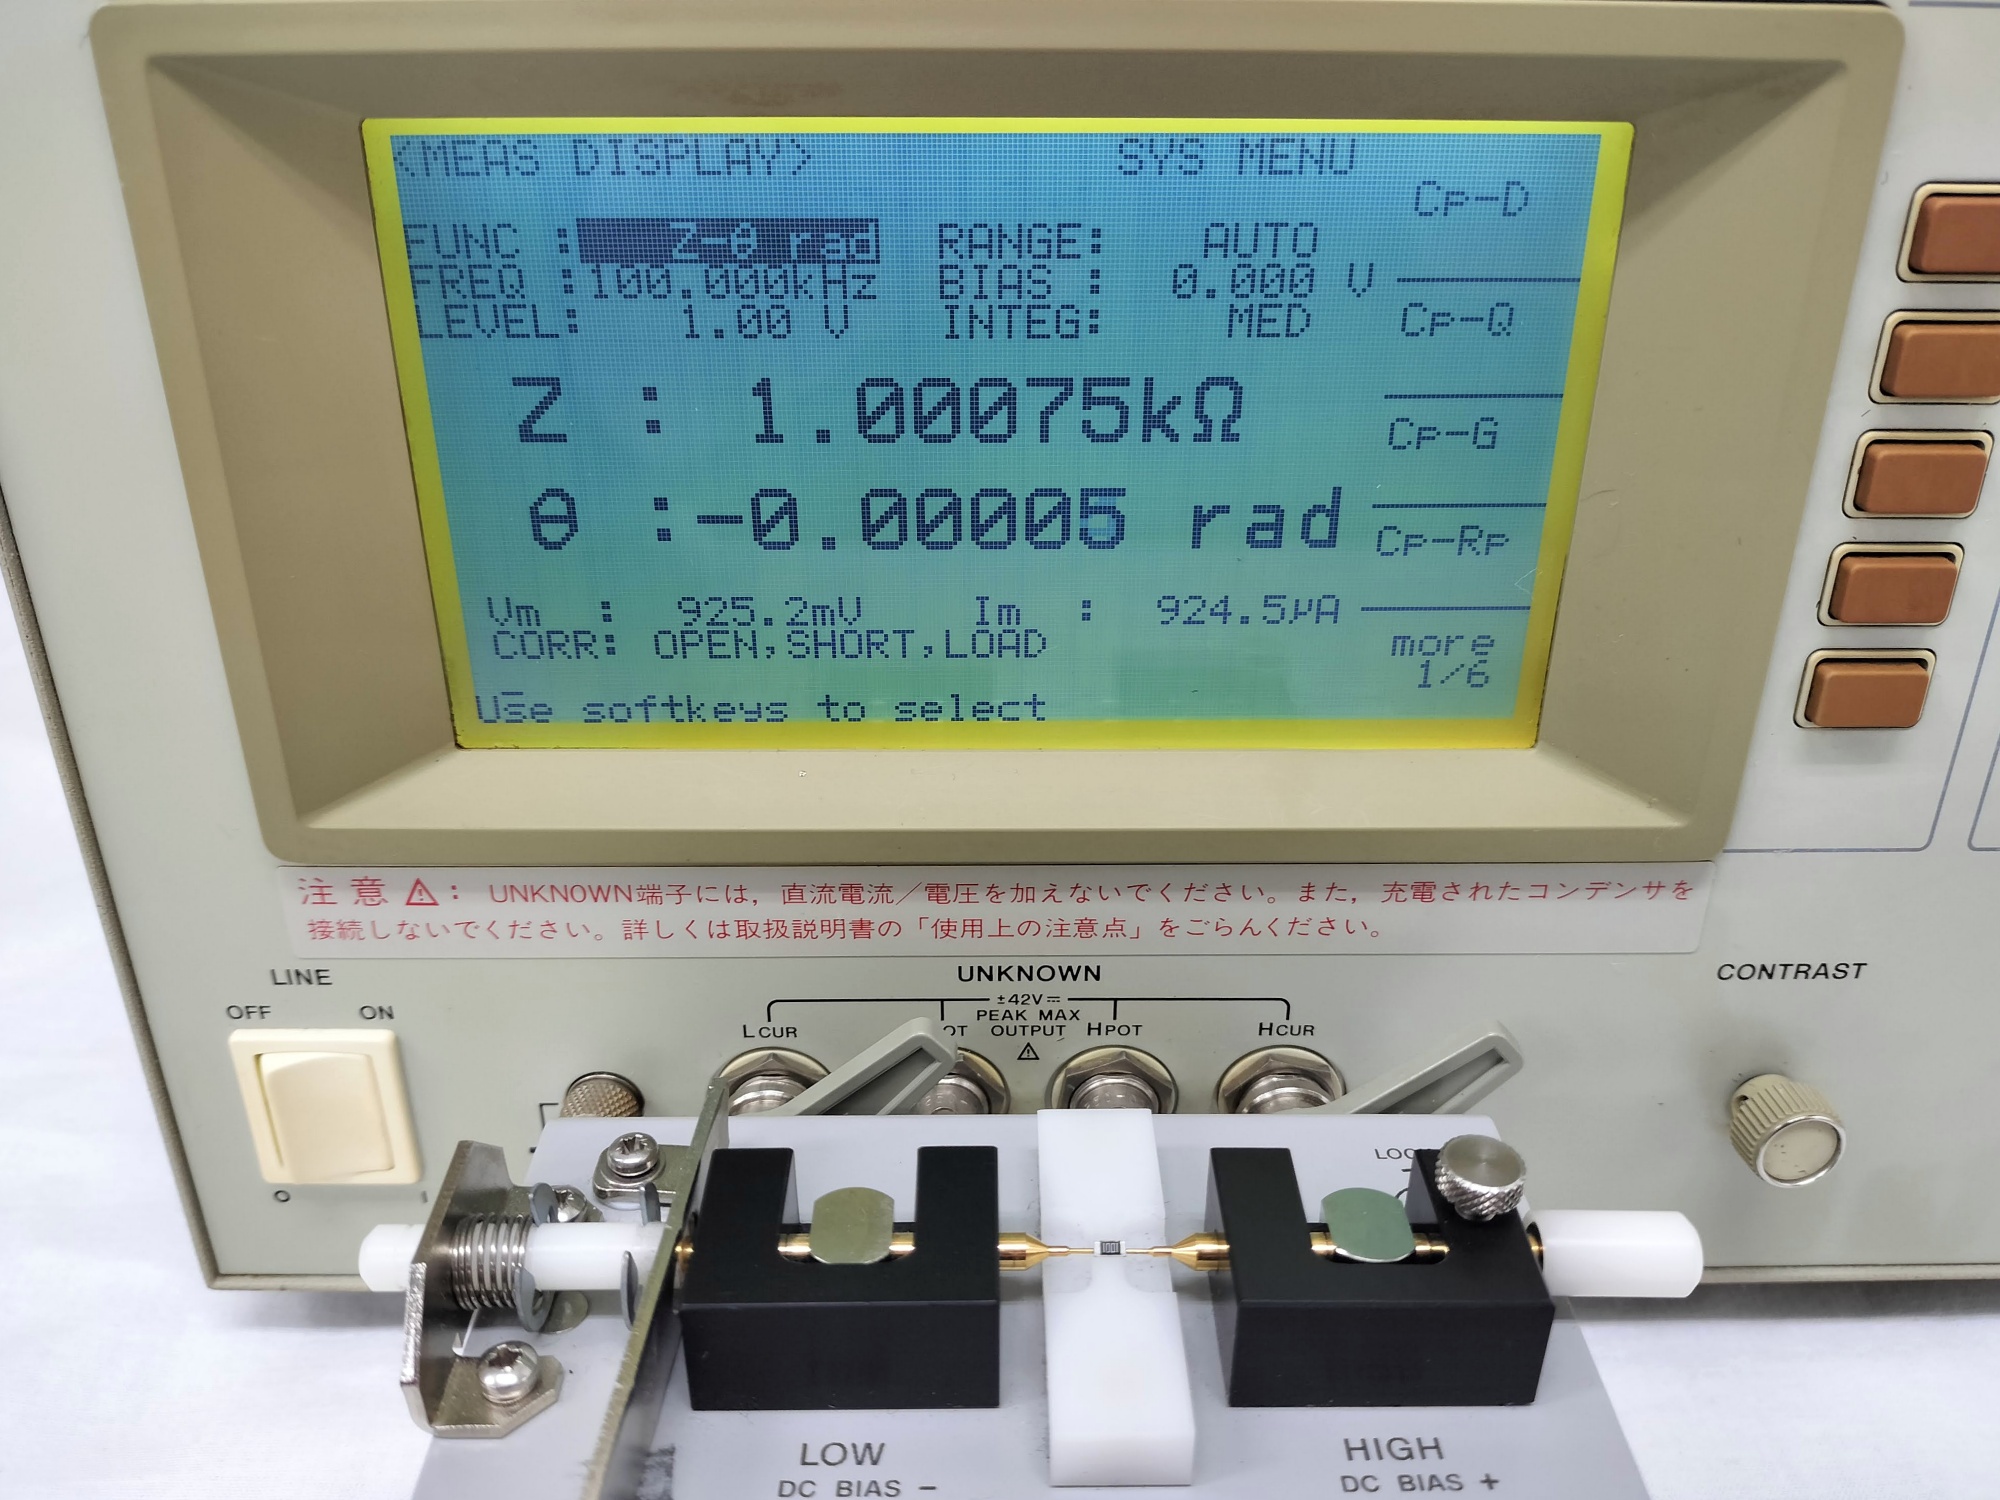 <MEAS DISPLAY> SYS MENU
Cp-D
FUNC : Z-θ rad RANGE: AUTO
FREQ :100.000kHz BIAS : 0.000 V
LEVEL: 1.00 V INTEG: MED
Cp-Q
Z : 1.00075kΩ
Cp-G
θ :-0.00005 rad
Cp-Rp
Vm : 925.2mV Im : 924.5µA
CORR: OPEN,SHORT,LOAD
more
1/6
Use softkeys to select
注意⚠: UNKNOWN端子には，直流電流／電圧を加えないでください。また，充電されたコンデンサを
接続しないでください。詳しくは取扱説明書の「使用上の注意点」をごらんください。
LINE
OFF ON
UNKNOWN
±42V
PEAK MAX
OUTPUT
LCUR
HPOT
HCUR
CONTRAST
LOW
DC BIAS −
HIGH
DC BIAS +